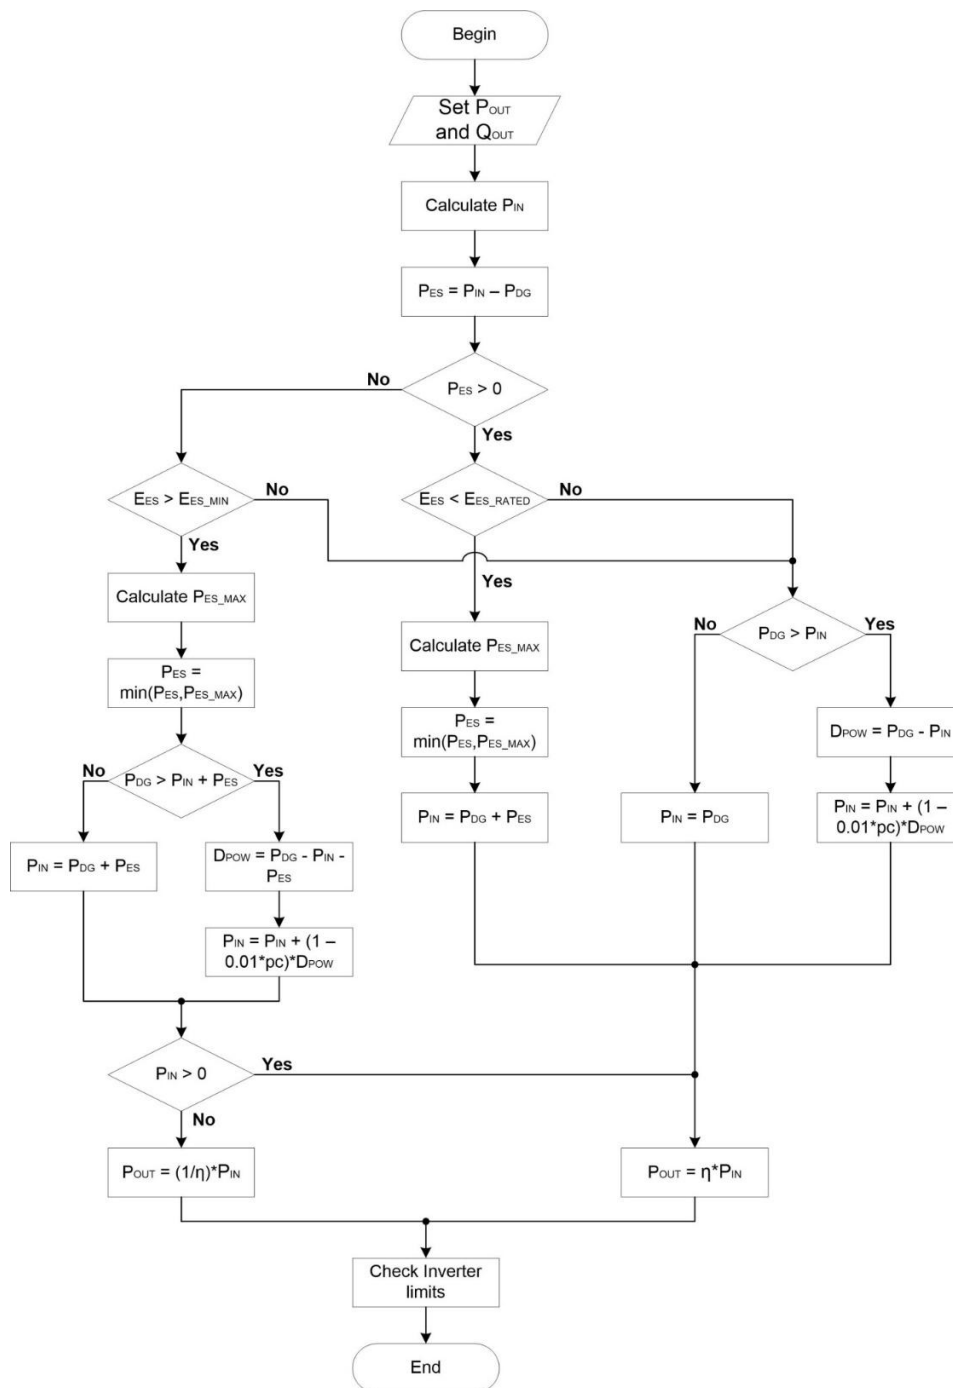 Begin
Set POUT
and QOUT
Calculate PIN
PES = PIN – PDG
PES > 0
No
Yes
EES > EES_MIN
No
Yes
EES < EES_RATED
No
Yes
Calculate PES_MAX
PES =
min(PES,PES_MAX)
PDG > PIN + PES
No
Yes
PIN = PDG + PES
DPOW = PDG - PIN -
PES
PIN = PIN + (1 –
0.01*pc)*DPOW
Calculate PES_MAX
PES =
min(PES,PES_MAX)
PIN = PDG + PES
PDG > PIN
No
Yes
PIN = PDG
DPOW = PDG - PIN
PIN = PIN + (1 –
0.01*pc)*DPOW
PIN > 0
Yes
No
POUT = (1/η)*PIN
POUT = η*PIN
Check Inverter
limits
End